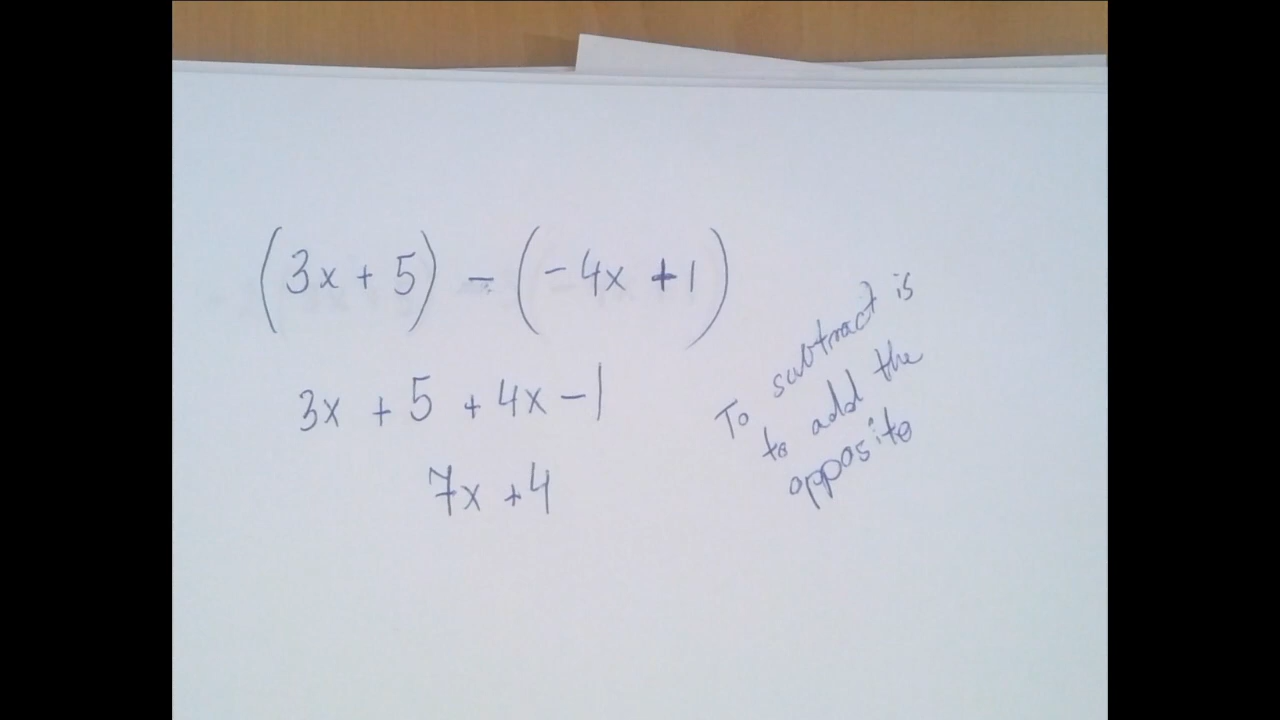 (3x + 5) - (-4x + 1)
3x + 5 + 4x - 1
7x + 4
To subtract is
to add the
opposite